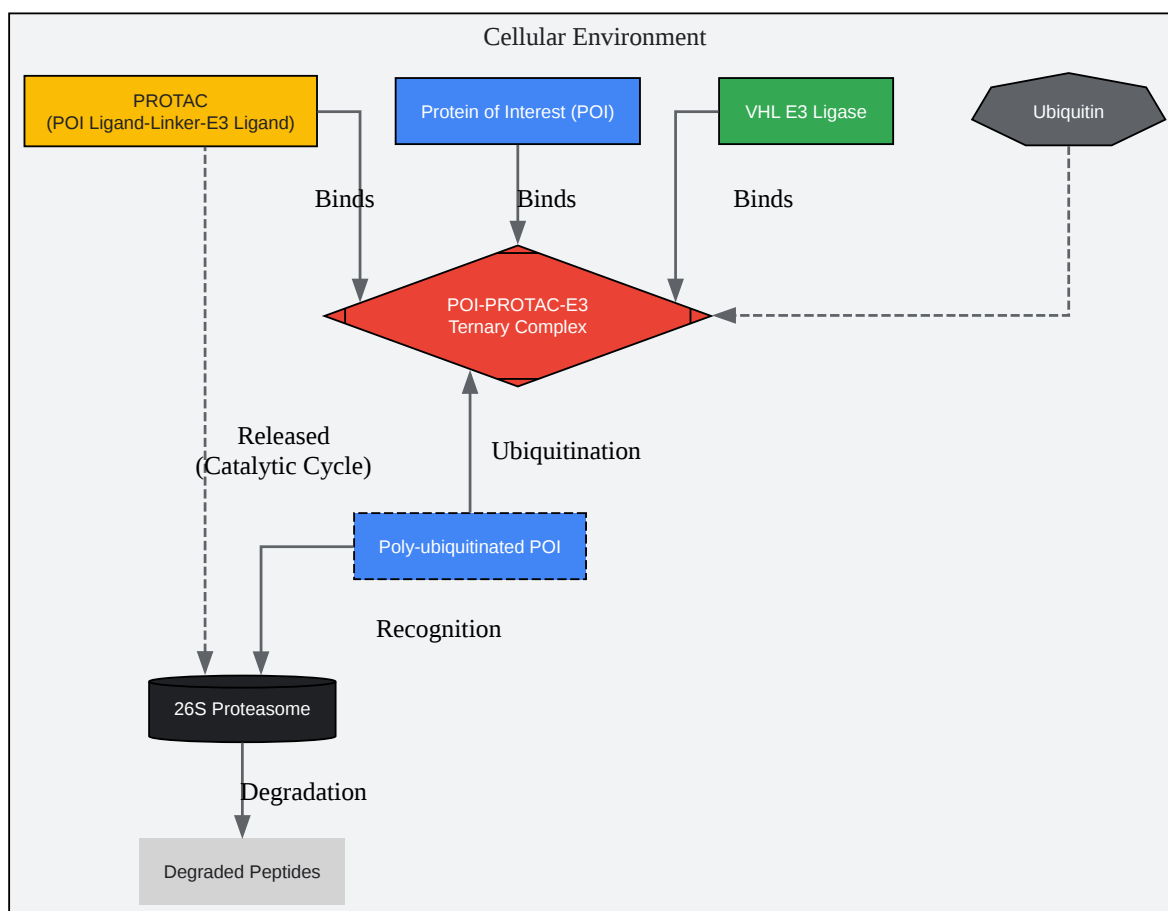 Cellular Environment
PROTAC
(POI Ligand-Linker-E3 Ligand)
Protein of Interest (POI)
VHL E3 Ligase
Ubiquitin
Binds
Binds
Binds
POI-PROTAC-E3
Ternary Complex
Released
(Catalytic Cycle)
Ubiquitination
Poly-ubiquitinated POI
Recognition
26S Proteasome
Degradation
Degraded Peptides